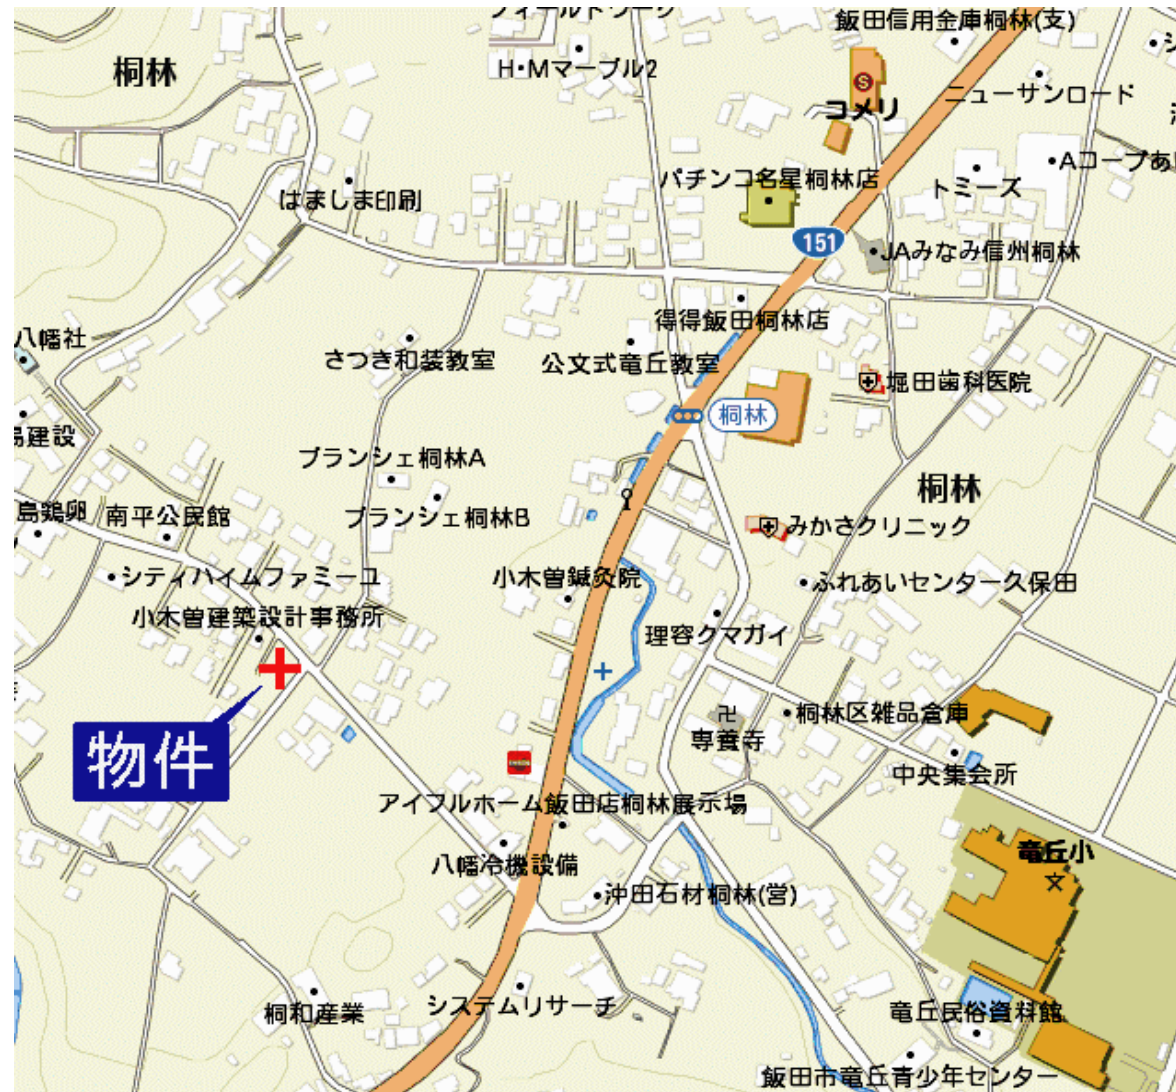 飯田信用金庫桐林(支)
H・Mマーブル2
桐林
ニューサンロード
コメリ
Aコープあ
トミーズ
パチンコ名星桐林店
はましま印刷
151
JAみなみ信州桐林
得得飯田桐林店
八幡社
さつき和装教室
公文式竜丘教室
堀田歯科医院
桐林
島建設
ブランシェ桐林A
桐林
島鶏卵
南平公民館
ブランシェ桐林B
みかさクリニック
シティハイムファミーユ
小木曽鍼灸院
ふれあいセンター久保田
小木曽建築設計事務所
理容クマガイ
桐林区雑品倉庫
専養寺
物件
中央集会所
アイフルホーム飯田店桐林展示場
竜丘小
八幡冷機設備
沖田石材桐林(営)
桐和産業
システムリサーチ
竜丘民俗資料館
飯田市竜丘青少年センター